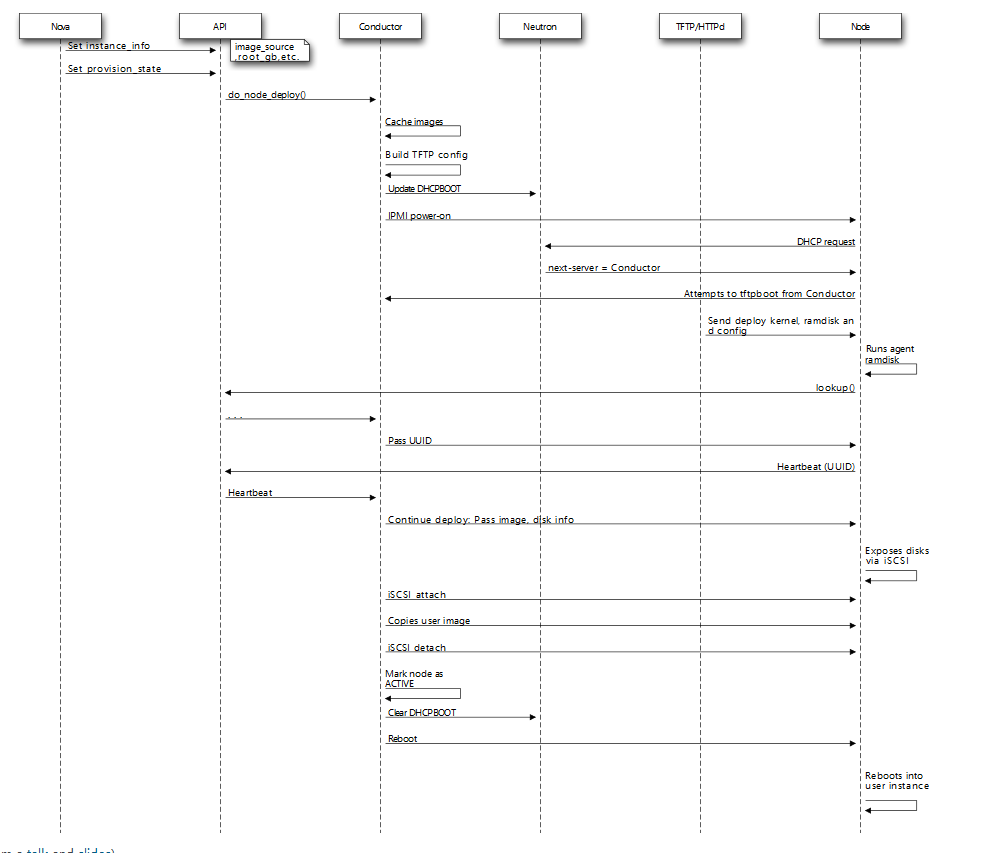 Nova
API
Conductor
Neutron
TFTP/HTTPd
Node
Set instance_info
image_source
,root_gb,etc.
Set provision_state
do_node_deploy()
Cache images
Build TFTP config
Update DHCPBOOT
IPMI power-on
DHCP request
next-server = Conductor
Attempts to tftpboot from Conductor
Send deploy kernel, ramdisk an
d config
Runs agent
ramdisk
lookup()
...
Pass UUID
Heartbeat (UUID)
Heartbeat
Continue deploy: Pass image, disk info
Exposes disks
via iSCSI
iSCSI attach
Copies user image
iSCSI detach
Mark node as
ACTIVE
Clear DHCPBOOT
Reboot
Reboots into
user instance
a talk and slides)